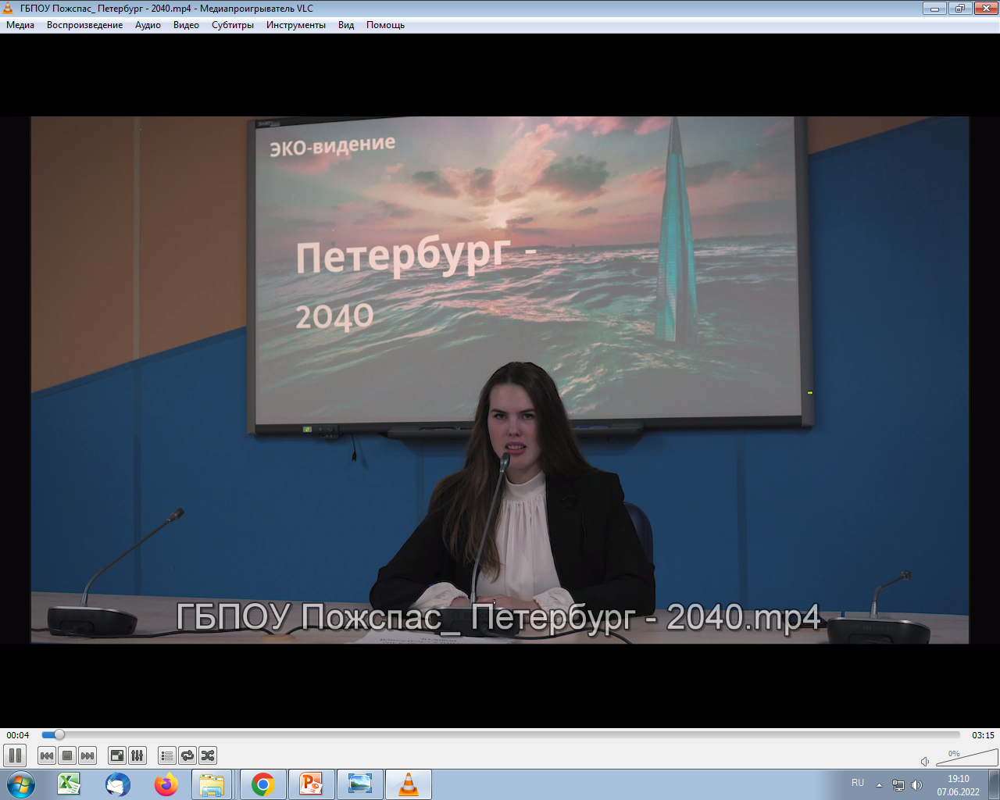 ГБПОУ Пожспас_ Петербург - 2040.mp4 - Медиапроигрыватель VLC
Медиа Воспроизведение Аудио Видео Субтитры Инструменты Вид Помощь
ЭКО-видение
Петербург -
2040
ГБПОУ Пожспас_ Петербург - 2040.mp4
00:04
03:15
0%
RU
19:10
07.06.2022